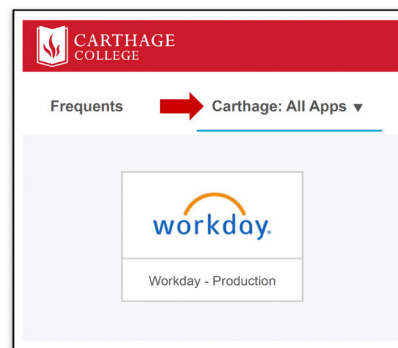 CARTHAGE
COLLEGE
Frequents
Carthage: All Apps ▼
workday.
Workday - Production